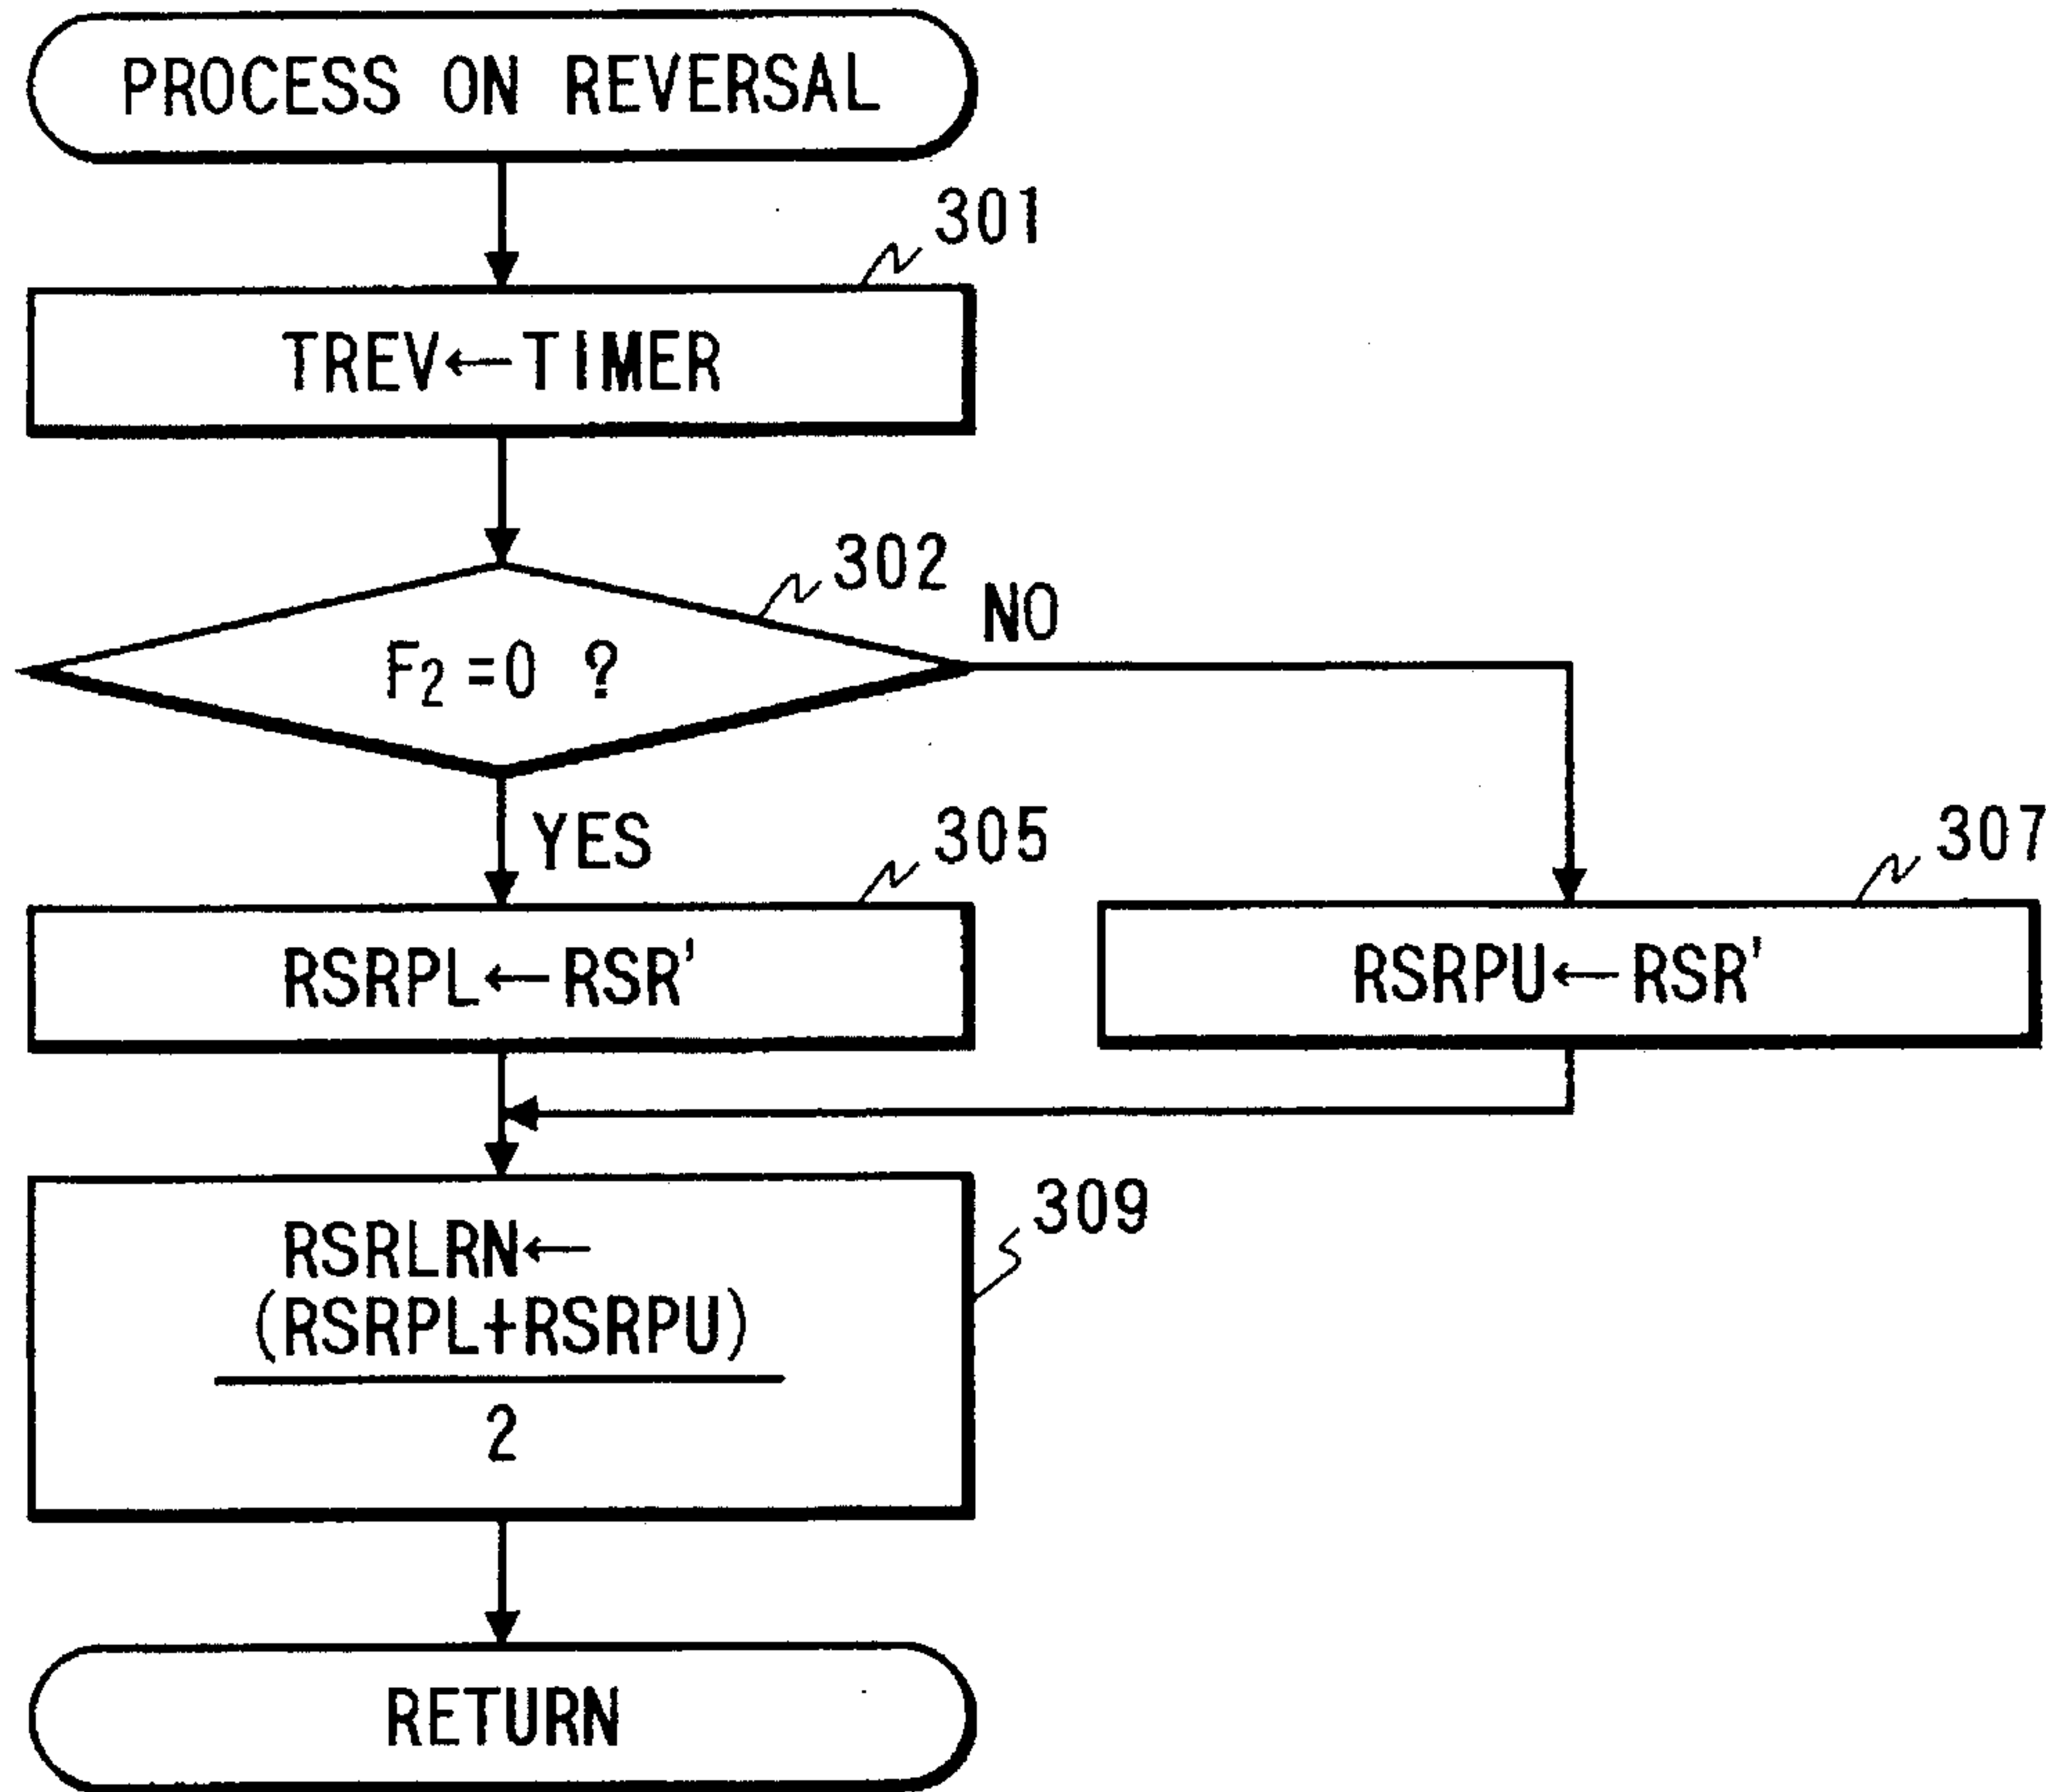 PROCESS ON REVERSAL
301
TREV←TIMER
302
NO
F₂=0 ?
YES
305
307
RSRPL←RSR'
RSRPU←RSR'
309
RSRLRN←
(RSRPL+RSRPU)
2
RETURN